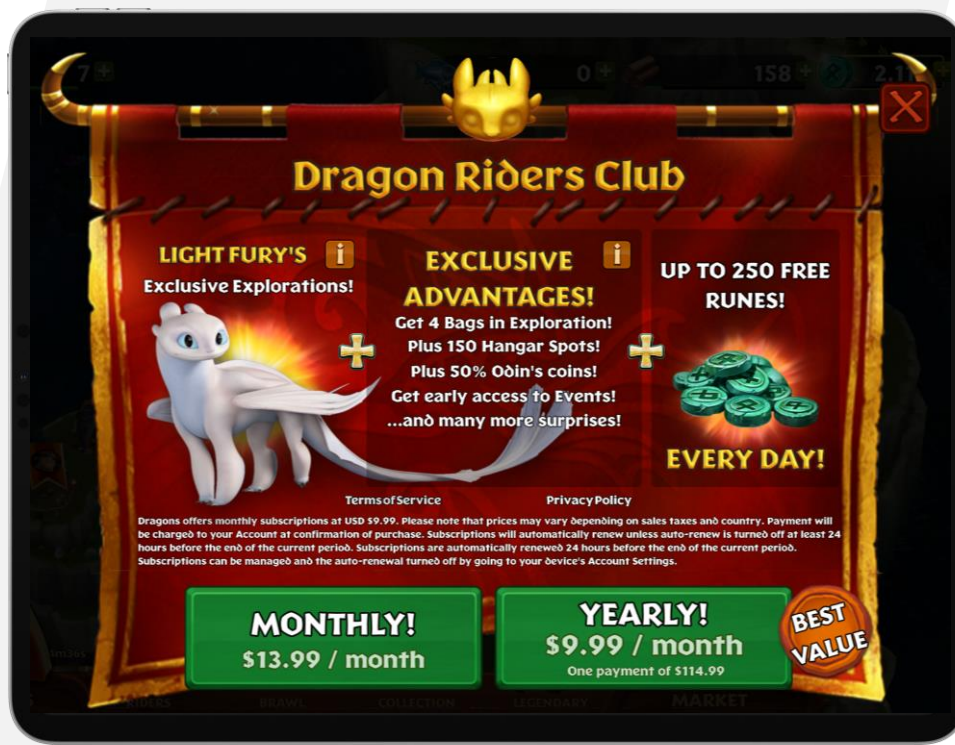 7
0
158
Dragon Riders Club
LIGHT FURY'S
i
Exclusive Explorations!
EXCLUSIVE
ADVANTAGES!
i
Get 4 Bags in Exploration!
Plus 150 Hangar Spots!
Plus 50% Odin's coins!
Get early access to Events!
...and many more surprises!
UP TO 250 FREE
RUNES!
EVERY DAY!
Terms of Service
Privacy Policy
Dragons offers monthly subscriptions at USD $9.99. Please note that prices may vary depending on sales taxes and country. Payment will
be charged to your Account at confirmation of purchase. Subscriptions will automatically renew unless auto-renew is turned off at least 24
hours before the end of the current period. Subscriptions are automatically renewed 24 hours before the end of the current period.
Subscriptions can be managed and the auto-renewal turned off by going to your device's Account Settings.
MONTHLY!
$13.99 / month
YEARLY!
$9.99 / month
One payment of $114.99
BEST
VALUE
RIDERS
BRAWL
COLLECTION
LEGENDARY
MARKET